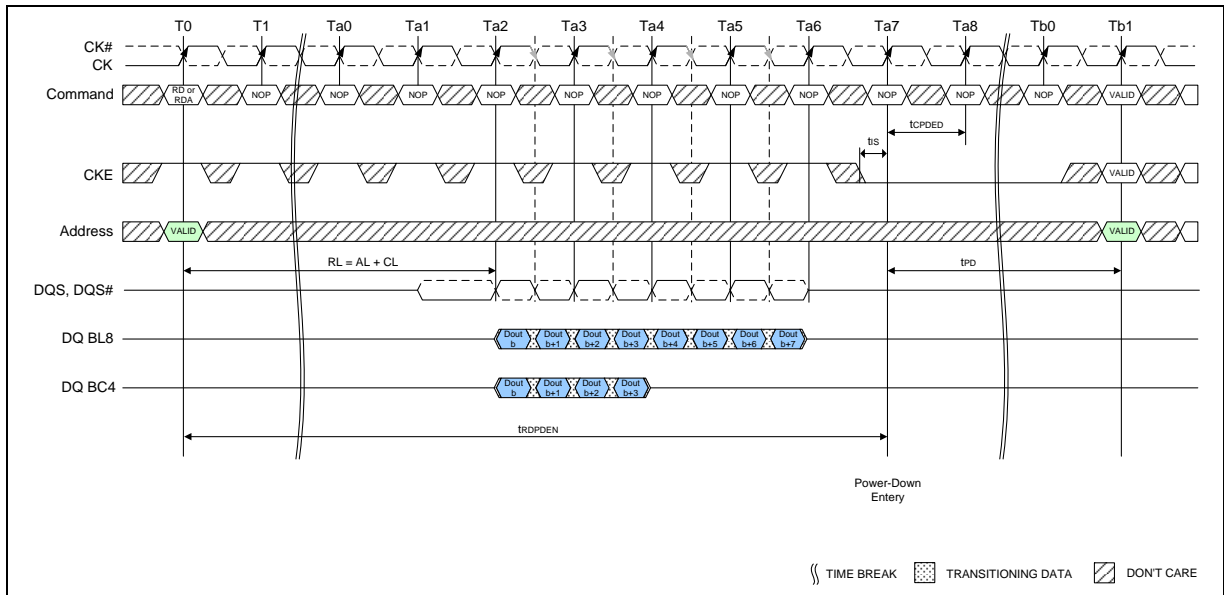 T0 T1 Ta0 Ta1 Ta2 Ta3 Ta4 Ta5 Ta6 Ta7 Ta8 Tb0 Tb1
CK#
CK
Command RD or RDA NOP NOP NOP NOP NOP NOP NOP NOP NOP NOP NOP VALID
tCPDED
tIS
CKE VALID
Address VALID VALID
RL = AL + CL tPD
DQS, DQS#
DQ BL8 Dout b Dout b+1 Dout b+2 Dout b+3 Dout b+4 Dout b+5 Dout b+6 Dout b+7
DQ BC4 Dout b Dout b+1 Dout b+2 Dout b+3
tRDPDEN
Power-Down
Entery
TIME BREAK TRANSITIONING DATA DON'T CARE